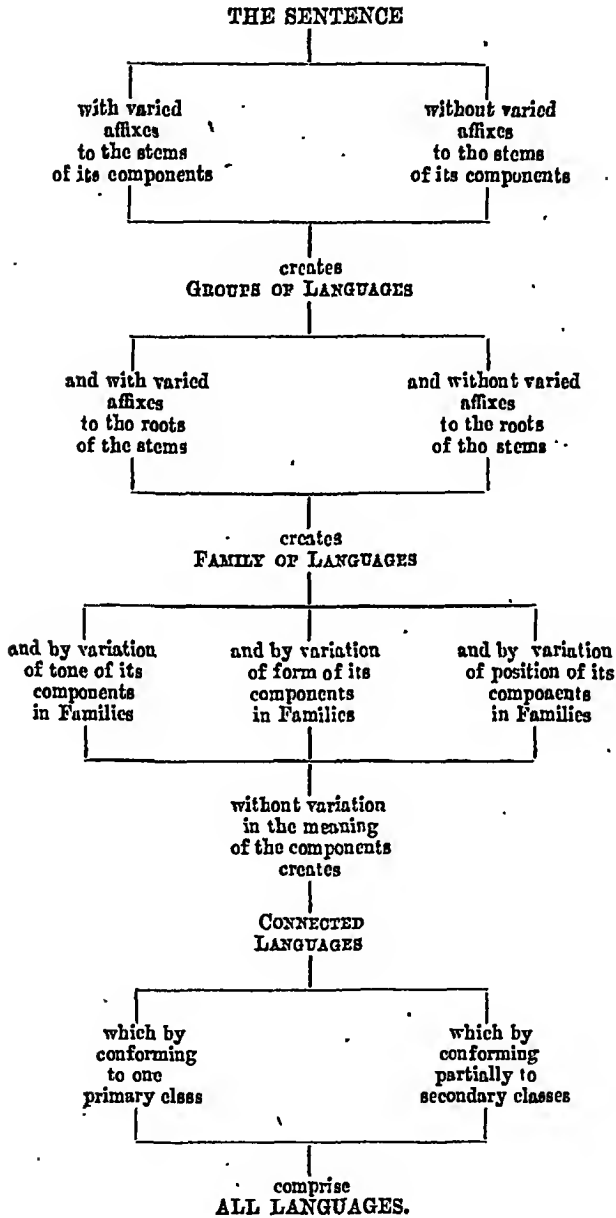 THE SENTENCE
with varied
affixes
to the stems
of its components
without varied
affixes
to the stems
of its components
creates
GROUPS OF LANGUAGES
and with varied
affixes
to the roots
of the stems
and without varied
affixes
to the roots
of the stems
creates
FAMILY OF LANGUAGES
and by variation
of tone of its
components
in Families
and by variation
of form of its
components
in Families
and by variation
of position of its
components
in Families
without variation
in the meaning
of the components
creates
CONNECTED
LANGUAGES
which by
conforming
to one
primary class
which by
conforming
partially to
secondary classes
comprise
ALL LANGUAGES.